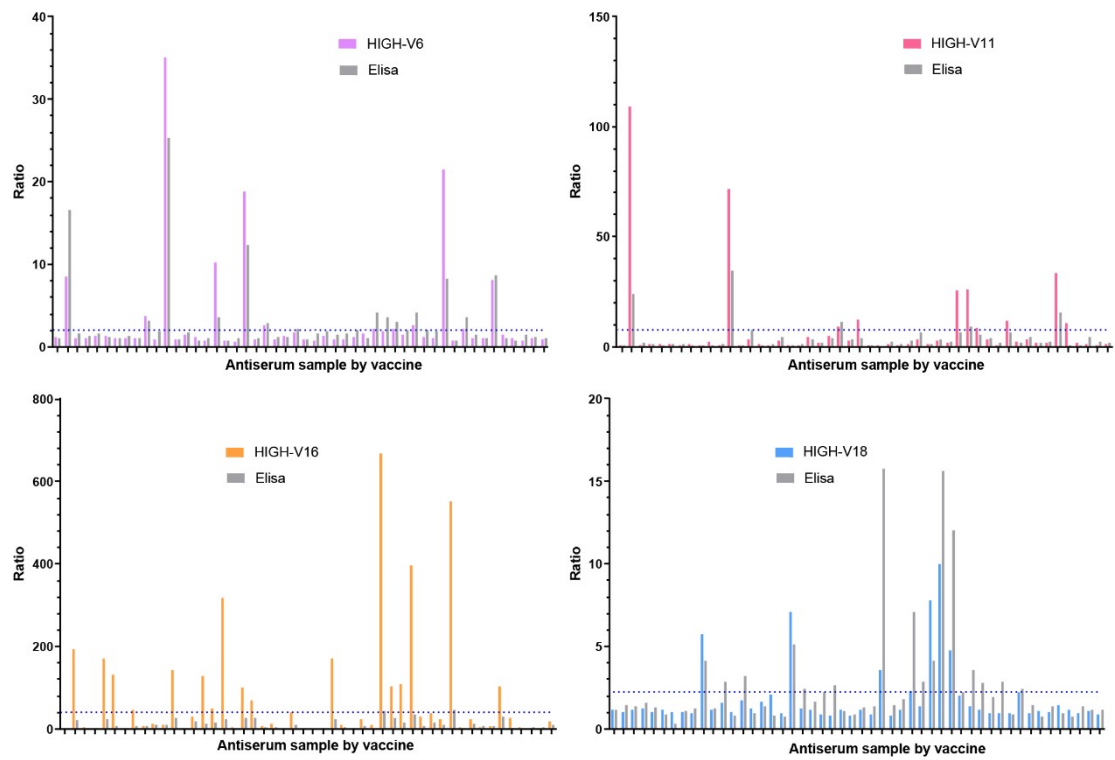 40
30
20
10
0
Ratio
HIGH-V6
Elisa
Antiserum sample by vaccine
150
100
50
0
Ratio
HIGH-V11
Elisa
Antiserum sample by vaccine
800
600
400
200
0
Ratio
HIGH-V16
Elisa
Antiserum sample by vaccine
20
15
10
5
0
Ratio
HIGH-V18
Elisa
Antiserum sample by vaccine